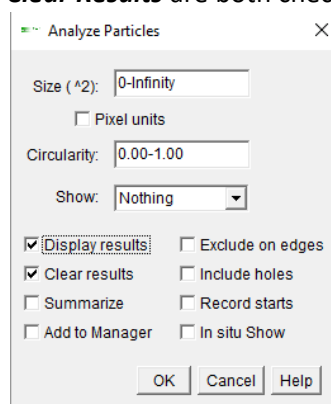 Clear Results are both chec
Analyze Particles
Size ( ^2): 0-Infinity
Pixel units
Circularity: 0.00-1.00
Show: Nothing
Display results Exclude on edges
Clear results Include holes
Summarize Record starts
Add to Manager In situ Show
OK Cancel Help